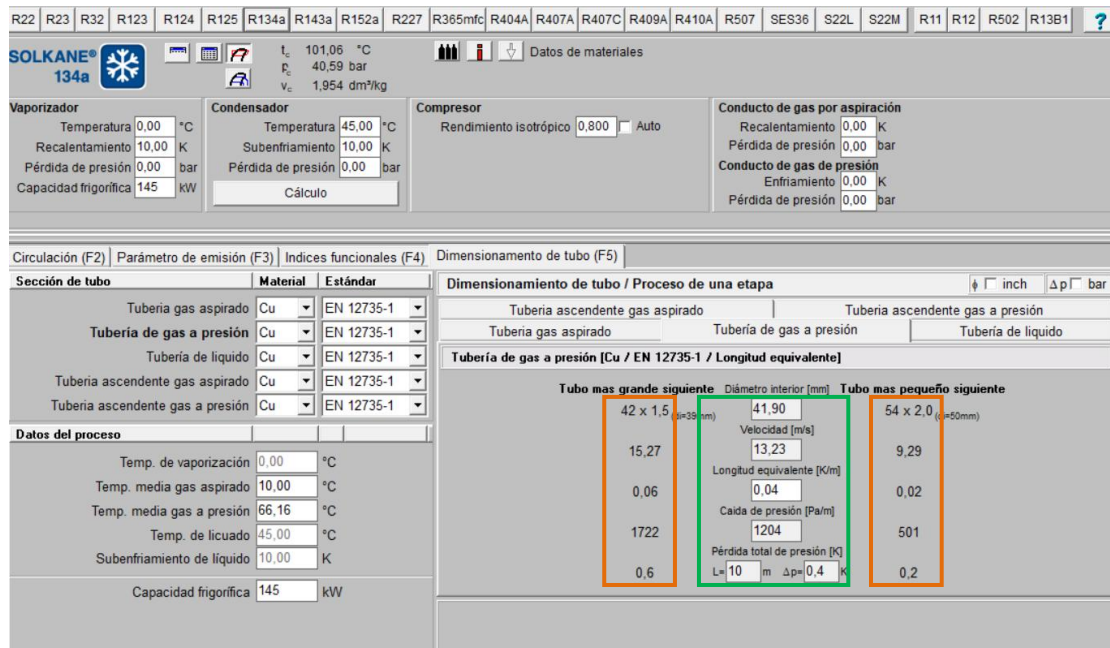 R22 R23 R32 R123 R124 R125 R134a R143a R152a R227 R365mfc R404A R407A R407C R409A R410A R507 SES36 S22L S22M R11 R12 R502 R13B1 ?
SOLKANE®
134a
tc 101,06 °C
pc 40,59 bar
vc 1,954 dm³/kg
Datos de materiales
Vaporizador
Temperatura 0,00 °C
Recalentamiento 10,00 K
Pérdida de presión 0,00 bar
Capacidad frigorífica 145 kW
Condensador
Temperatura 45,00 °C
Subenfriamiento 10,00 K
Pérdida de presión 0,00 bar
Cálculo
Compresor
Rendimiento isotrópico 0,800 Auto
Conducto de gas por aspiración
Recalentamiento 0,00 K
Pérdida de presión 0,00 bar
Conducto de gas de presión
Enfriamiento 0,00 K
Pérdida de presión 0,00 bar
Circulación (F2) Parámetro de emisión (F3) Indices funcionales (F4) Dimensionamento de tubo (F5)
Sección de tubo Material Estándar
Tuberia gas aspirado Cu EN 12735-1
Tubería de gas a presión Cu EN 12735-1
Tubería de liquido Cu EN 12735-1
Tuberia ascendente gas aspirado Cu EN 12735-1
Tuberia ascendente gas a presión Cu EN 12735-1
Datos del proceso
Temp. de vaporización 0,00 °C
Temp. media gas aspirado 10,00 °C
Temp. media gas a presión 66,16 °C
Temp. de licuado 45,00 °C
Subenfriamiento de líquido 10,00 K
Capacidad frigorífica 145 kW
Dimensionamiento de tubo / Proceso de una etapa ϕ inch Δp bar
Tuberia ascendente gas aspirado Tuberia ascendente gas a presión
Tuberia gas aspirado Tubería de gas a presión Tubería de liquido
Tubería de gas a presión [Cu / EN 12735-1 / Longitud equivalente]
Tubo mas grande siguiente Diámetro interior [mm] Tubo mas pequeño siguiente
42 x 1,5 (di=39mm) 41,90 54 x 2,0 (di=50mm)
Velocidad [m/s]
15,27 13,23 9,29
Longitud equivalente [K/m]
0,06 0,04 0,02
Caida de presión [Pa/m]
1722 1204 501
Pérdida total de presión [K]
0,6 L= 10 m Δp= 0,4 K 0,2